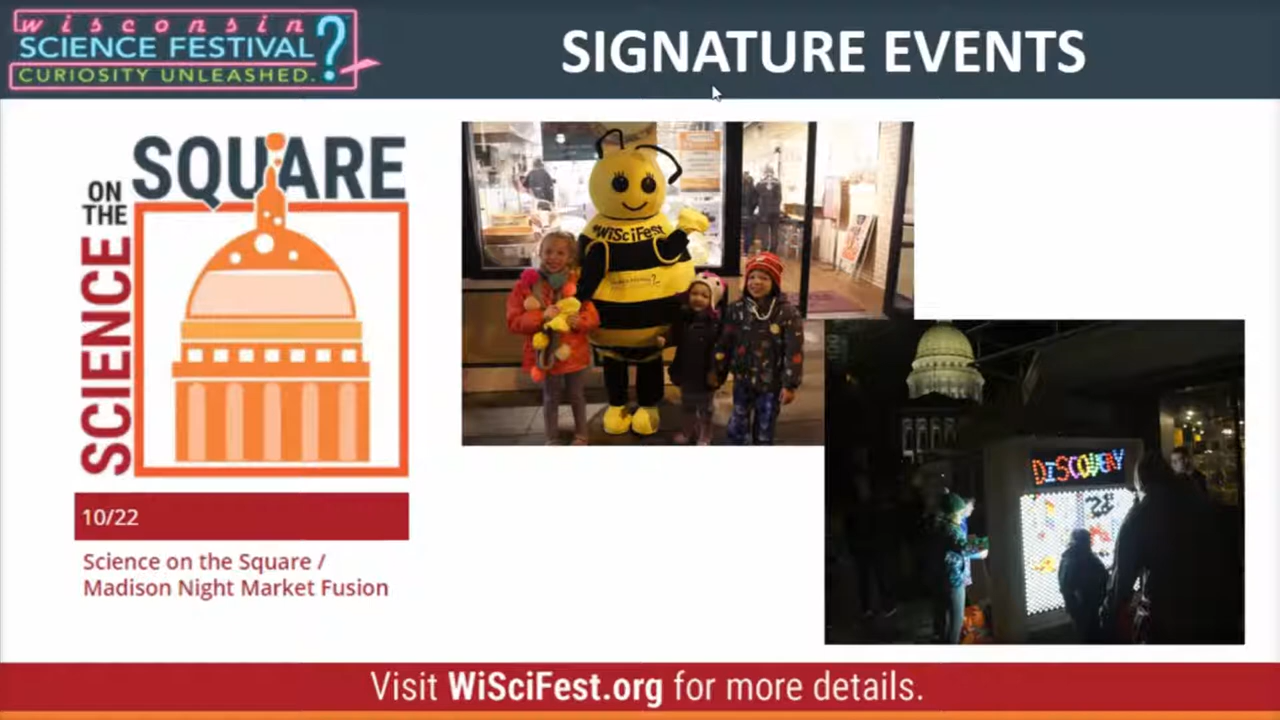 wisconsin
SCIENCE FESTIVAL?
CURIOSITY UNLEASHED.
SIGNATURE EVENTS
SCIENCE
ON
THE
SQUARE
#WiSciFest
DISCOVERY
10/22
Science on the Square /
Madison Night Market Fusion
Visit WiSciFest.org for more details.